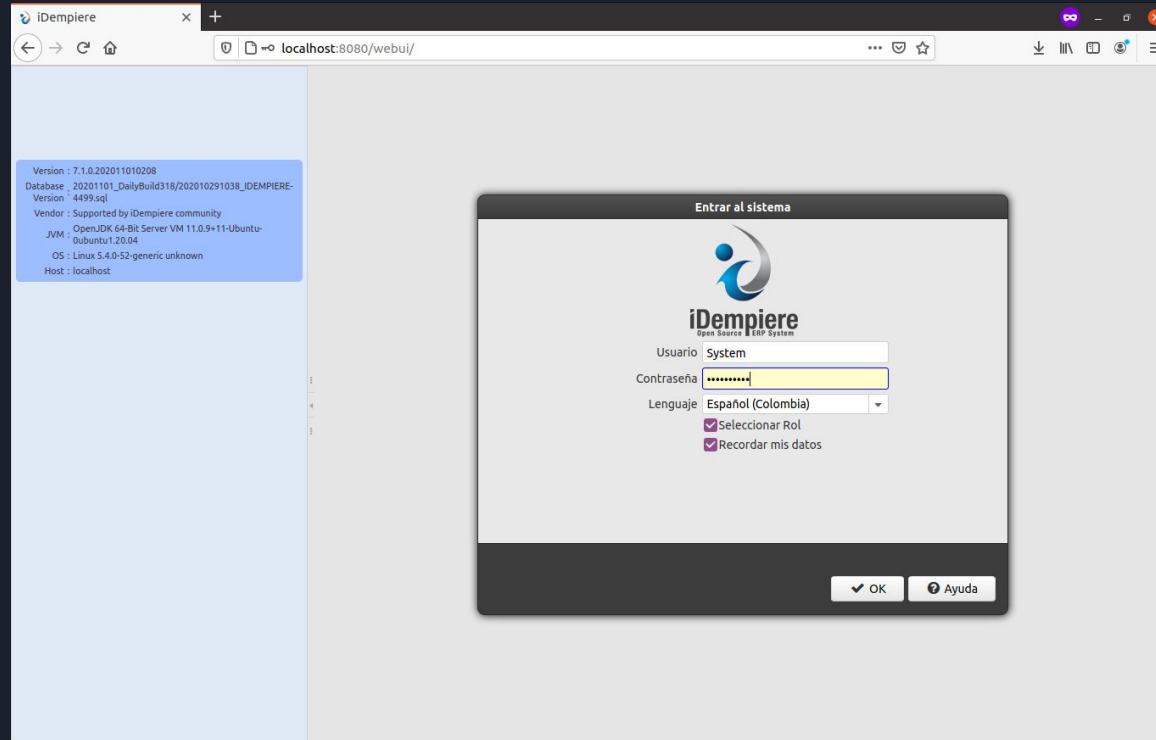 iDempiere
localhost:8080/webui/
Version : 7.1.0.202011010208
Database Version : 20201101_DailyBuild318/202010291038_IDEMPIERE-
4499.sql
Vendor : Supported by iDempiere community
JVM : OpenJDK 64-Bit Server VM 11.0.9+11-Ubuntu-
0ubuntu1.20.04
OS : Linux 5.4.0-52-generic unknown
Host : localhost
Entrar al sistema
iDempiere
Open Source ERP System
Usuario System
Contraseña ••••••••••
Lenguaje Español (Colombia)
Seleccionar Rol
Recordar mis datos
OK Ayuda